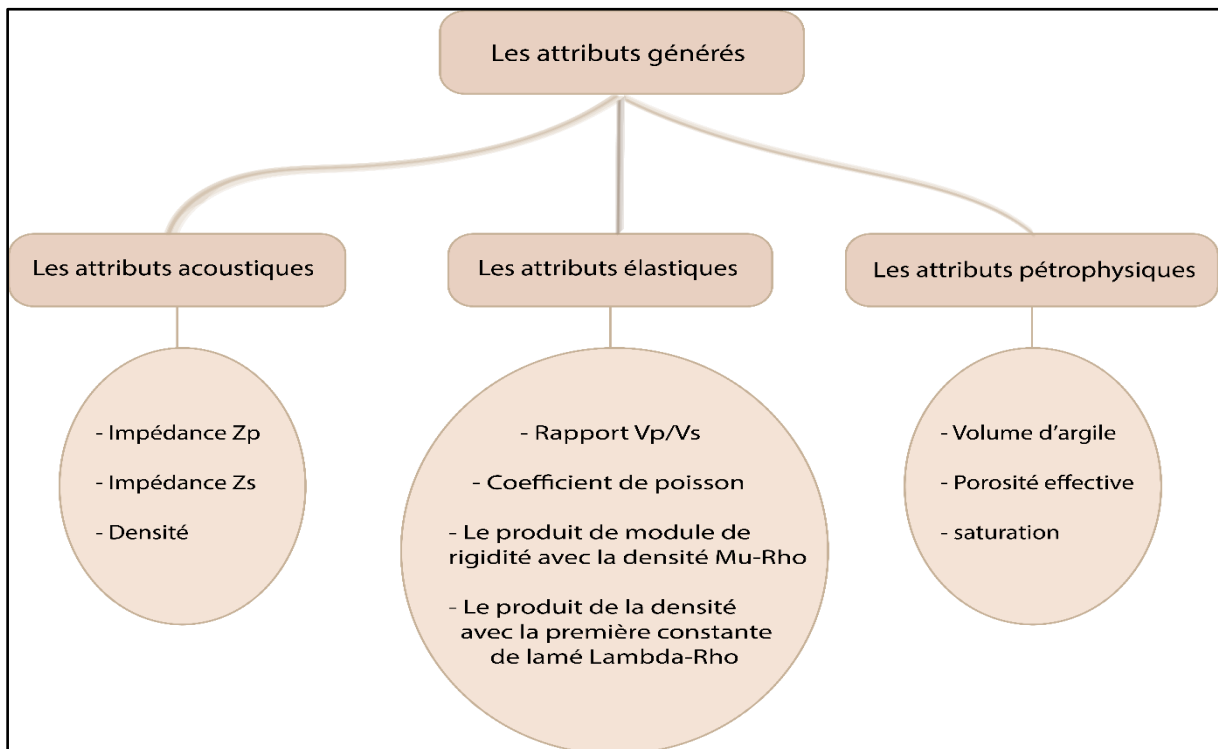 Les attributs générés
Les attributs acoustiques
Les attributs élastiques
Les attributs pétrophysiques
- Impédance Zp
- Impédance Zs
- Densité
- Rapport Vp/Vs
- Coefficient de poisson
- Le produit de module de
rigidité avec la densité Mu-Rho
- Le produit de la densité
avec la première constante
de lamé Lambda-Rho
- Volume d’argile
- Porosité effective
- saturation